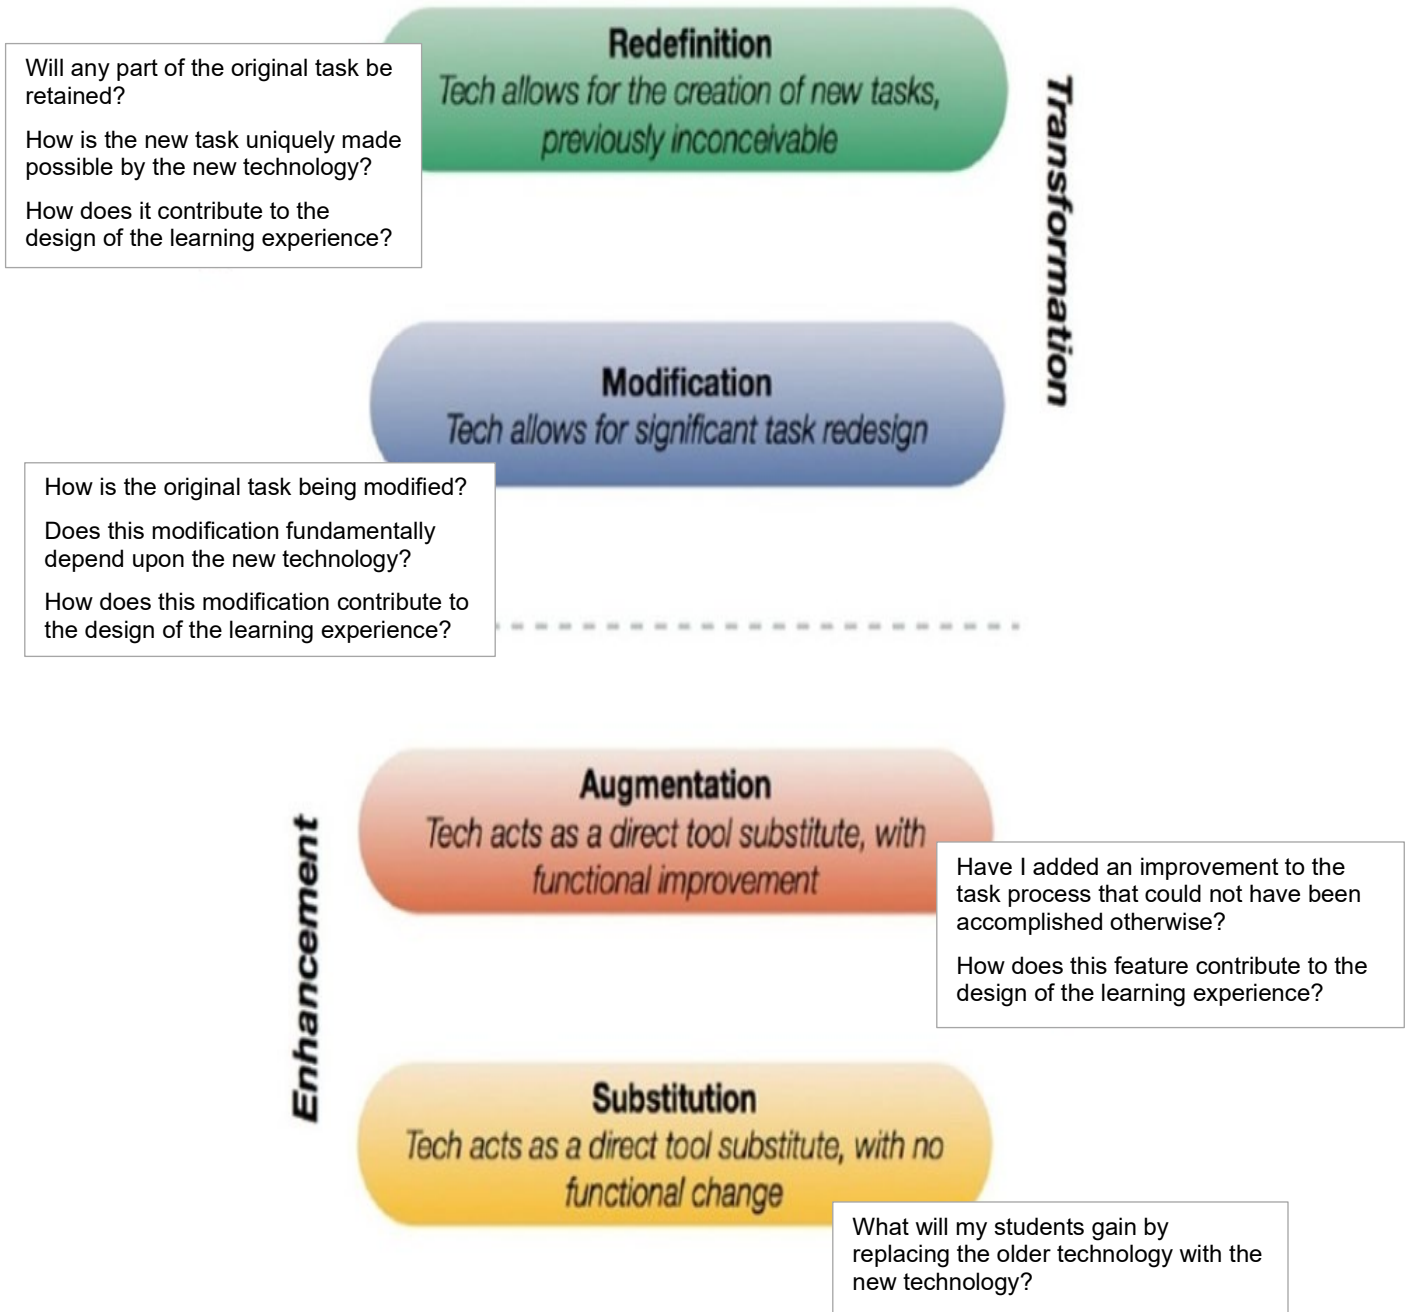 Redefinition
Tech allows for the creation of new tasks,
previously inconceivable
Will any part of the original task be
retained?
How is the new task uniquely made
possible by the new technology?
How does it contribute to the
design of the learning experience?
Transformation
Modification
Tech allows for significant task redesign
How is the original task being modified?
Does this modification fundamentally
depend upon the new technology?
How does this modification contribute to
the design of the learning experience?
Enhancement
Augmentation
Tech acts as a direct tool substitute, with
functional improvement
Have I added an improvement to the
task process that could not have been
accomplished otherwise?
How does this feature contribute to the
design of the learning experience?
Substitution
Tech acts as a direct tool substitute, with no
functional change
What will my students gain by
replacing the older technology with the
new technology?